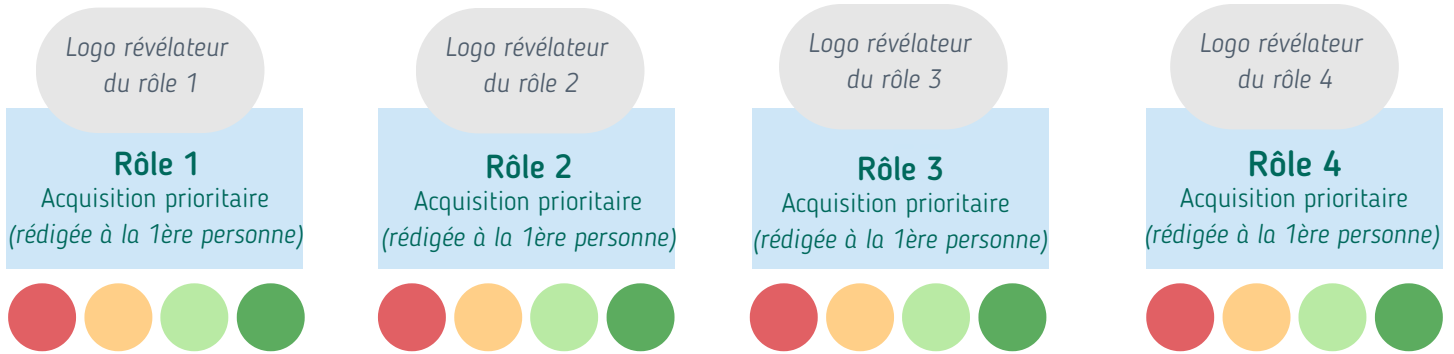 Logo révélateur
du rôle 1
Rôle 1
Acquisition prioritaire
(rédigée à la 1ère personne)
Logo révélateur
du rôle 2
Rôle 2
Acquisition prioritaire
(rédigée à la 1ère personne)
Logo révélateur
du rôle 3
Rôle 3
Acquisition prioritaire
(rédigée à la 1ère personne)
Logo révélateur
du rôle 4
Rôle 4
Acquisition prioritaire
(rédigée à la 1ère personne)